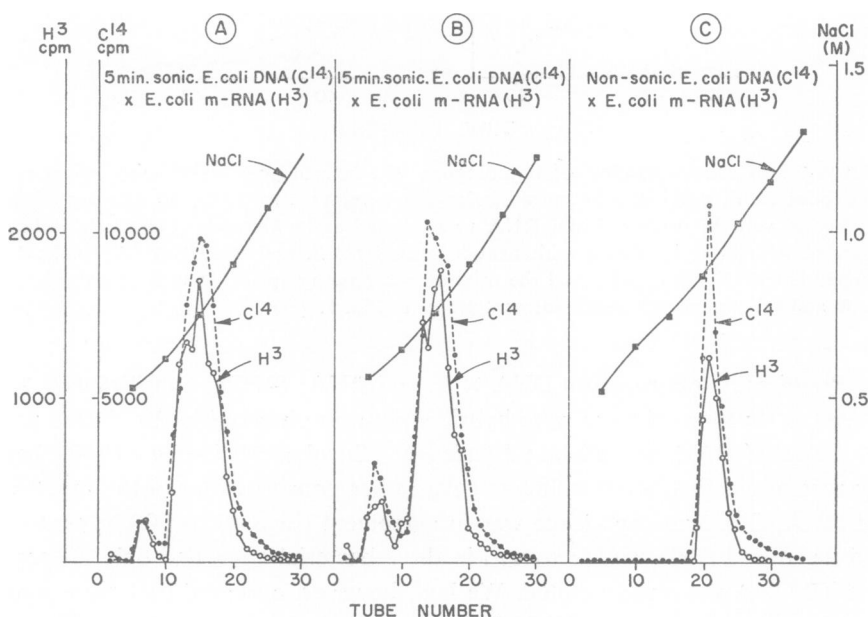 H³ cpm
C¹⁴ cpm
A
B
C
NaCl (M)
5 min. sonic. E. coli DNA (C¹⁴)
x E. coli m-RNA (H³)
15 min. sonic. E. coli DNA (C¹⁴)
x E. coli m-RNA (H³)
Non-sonic. E. coli DNA (C¹⁴)
x E. coli m-RNA (H³)
1.5
NaCl
NaCl
NaCl
2000
10,000
1.0
C¹⁴
C¹⁴
C¹⁴
H³
H³
H³
1000
5000
0.5
0
0
10
20
30
0
10
20
30
0
10
20
30
0
TUBE NUMBER